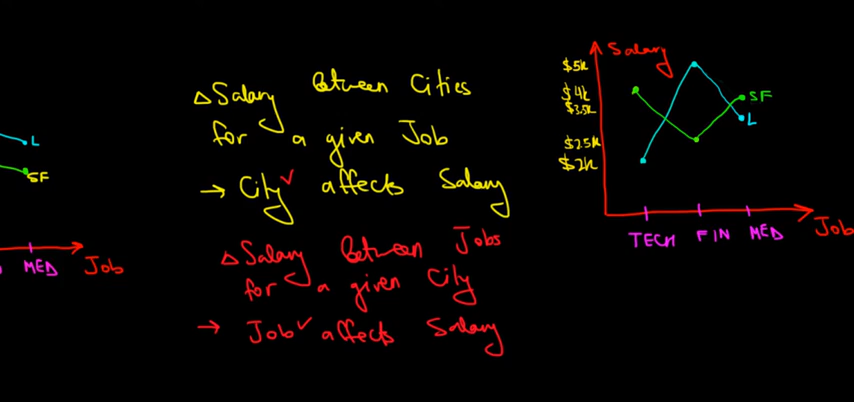 L
SF
MED
Job
△Salary between Cities
for a given Job
→ City✓ affects Salary
△Salary between Jobs
for a given City
→ Job✓ affects Salary
Salary
$5k
$4k
$3.5k
$2.5k
$2k
SF
L
TECH FIN MED
Job